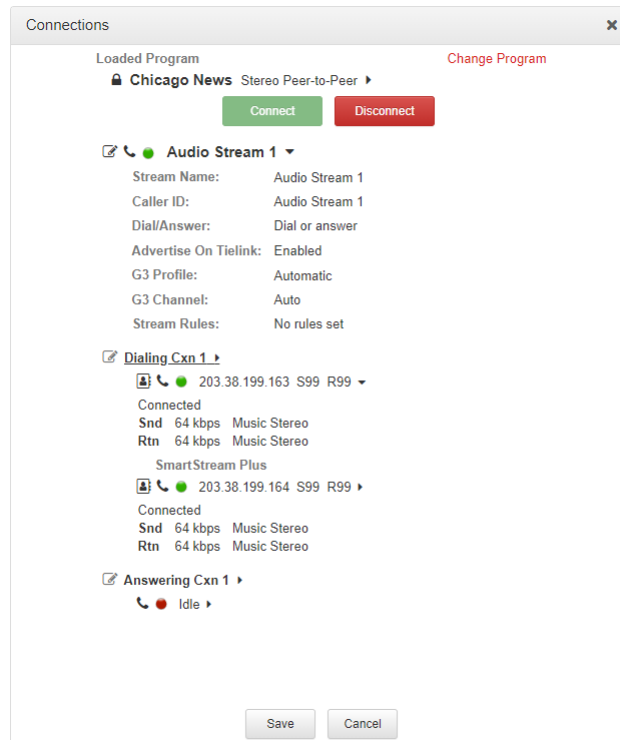 Connections
Loaded Program Change Program
Chicago News Stereo Peer-to-Peer
Connect Disconnect
Audio Stream 1
Stream Name: Audio Stream 1
Caller ID: Audio Stream 1
Dial/Answer: Dial or answer
Advertise On Tielink: Enabled
G3 Profile: Automatic
G3 Channel: Auto
Stream Rules: No rules set
Dialing Cxn 1
203.38.199.163 S99 R99
Connected
Snd 64 kbps Music Stereo
Rtn 64 kbps Music Stereo
SmartStream Plus
203.38.199.164 S99 R99
Connected
Snd 64 kbps Music Stereo
Rtn 64 kbps Music Stereo
Answering Cxn 1
Idle
Save Cancel